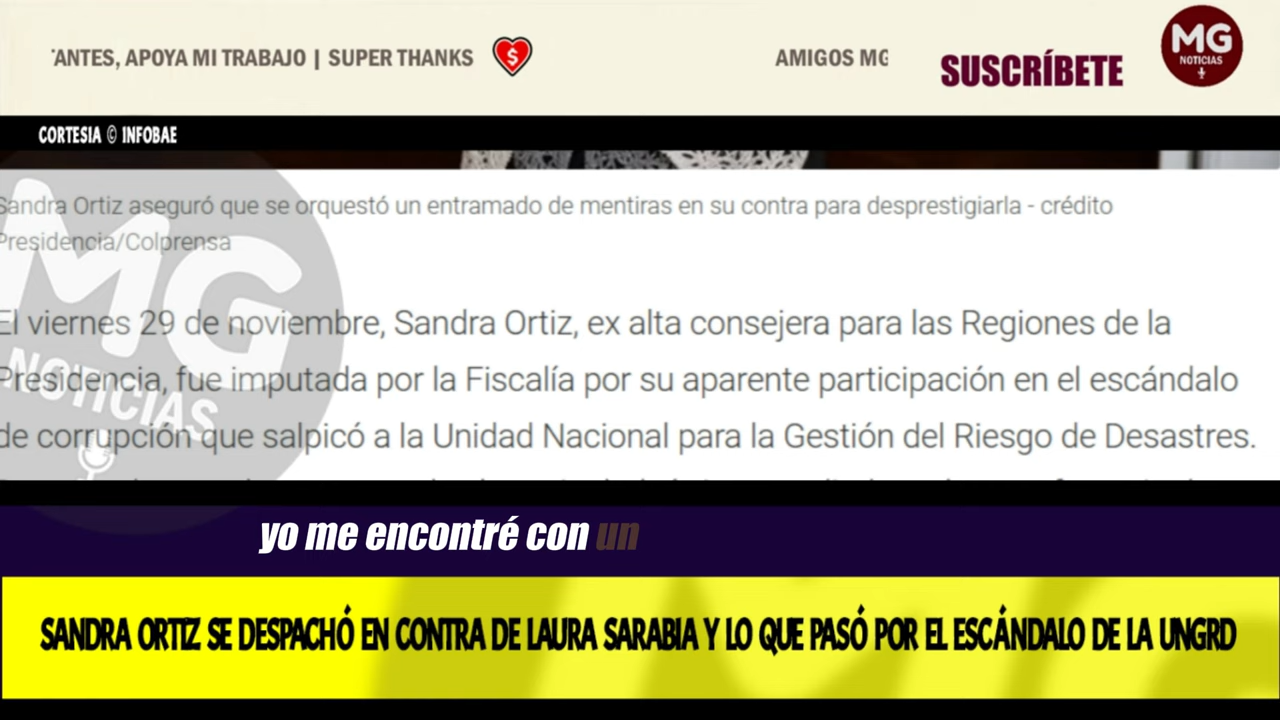 'ANTES, APOYA MI TRABAJO | SUPER THANKS
AMIGOS MG
SUSCRÍBETE
MG
NOTICIAS
CORTESIA © INFOBAE
Sandra Ortiz aseguró que se orquestó un entramado de mentiras en su contra para desprestigiarla - crédito
Presidencia/Colprensa
El viernes 29 de noviembre, Sandra Ortiz, ex alta consejera para las Regiones de la
Presidencia, fue imputada por la Fiscalía por su aparente participación en el escándalo
de corrupción que salpicó a la Unidad Nacional para la Gestión del Riesgo de Desastres.
MG
NOTICIAS
yo me encontré con un
SANDRA ORTIZ SE DESPACHÓ EN CONTRA DE LAURA SARABIA Y LO QUE PASÓ POR EL ESCÁNDALO DE LA UNGRD